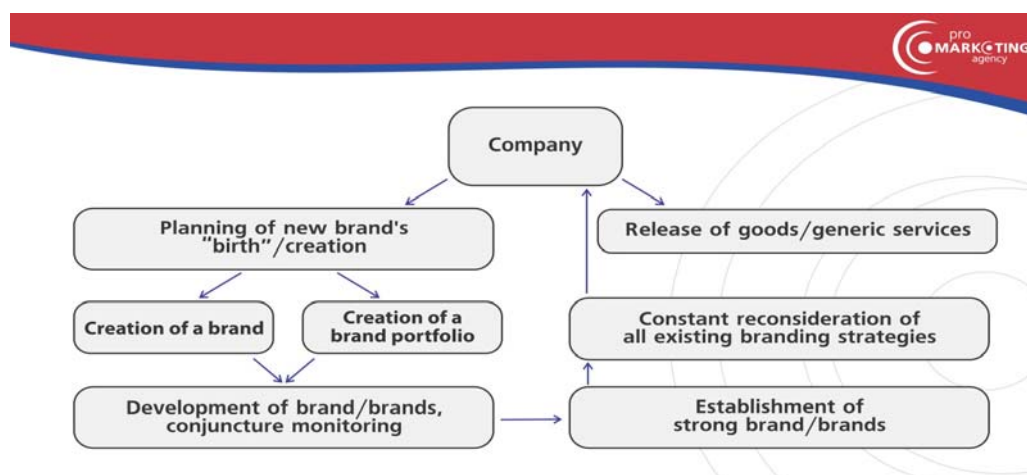 pro
MARKETING
agency
Company
Planning of new brand's
"birth"/creation
Release of goods/generic services
Creation of a brand
Creation of a
brand portfolio
Constant reconsideration of
all existing branding strategies
Development of brand/brands,
conjuncture monitoring
Establishment of
strong brand/brands